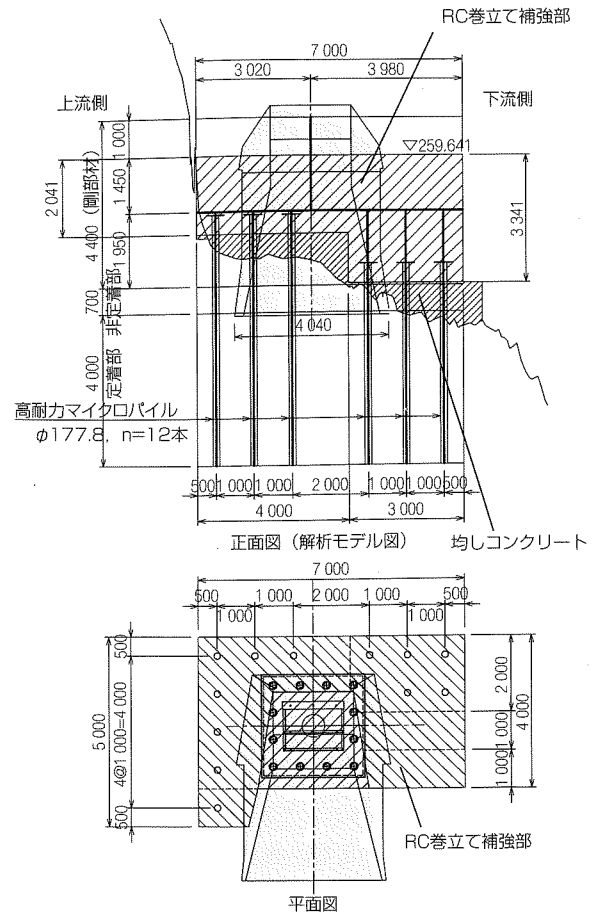 RC巻立て補強部
7 000
3 020
3 980
上流側
下流側
▽259.641
1 000
1 450
1 950
2 041
4 400 (剛部材)
3 341
700
非定着部
4 000
定着部
4 040
高耐力マイクロパイル
φ177.8, n=12本
500
1 000
1 000
2 000
1 000
1 000
500
4 000
3 000
正面図 (解析モデル図)
均しコンクリート
7 000
500
1 000
2 000
1 000
500
1 000
1 000
500
5 000
4@1 000=4 000
500
2 000
1 000
1 000
4 000
RC巻立て補強部
平面図